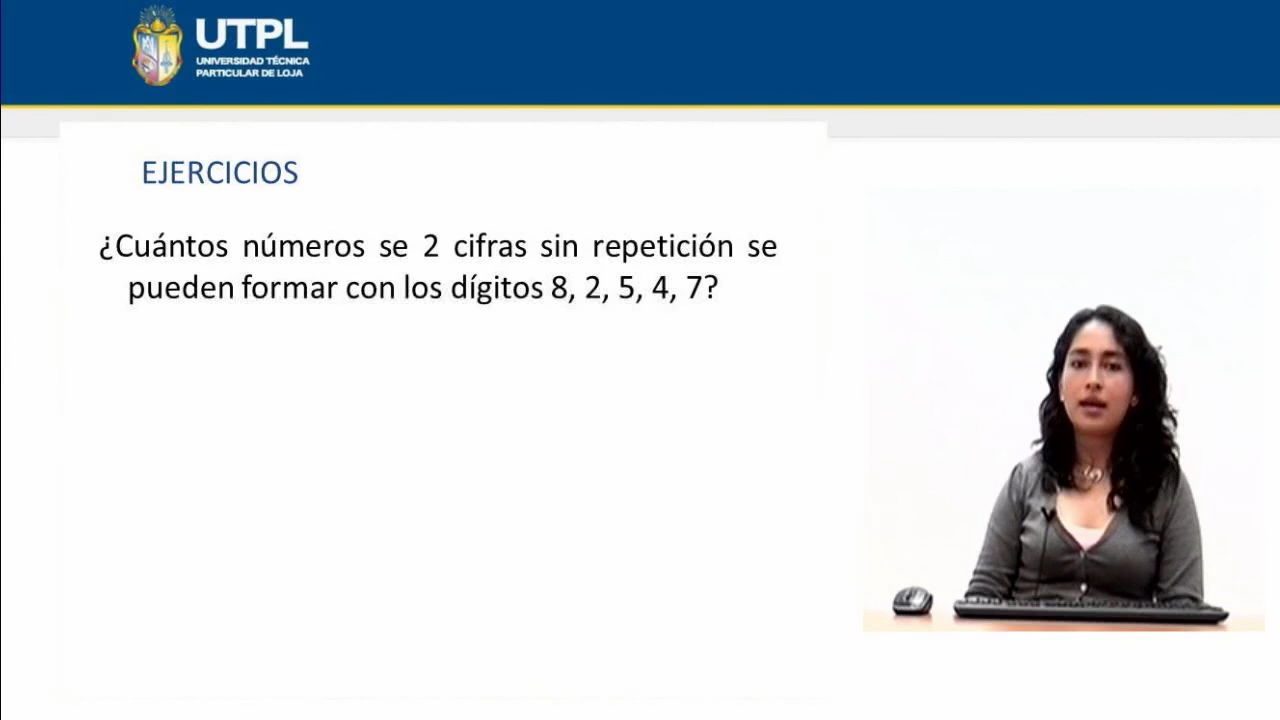 UTPL
UNIVERSIDAD TÉCNICA
PARTICULAR DE LOJA
EJERCICIOS
¿Cuántos números se 2 cifras sin repetición se
pueden formar con los dígitos 8, 2, 5, 4, 7?